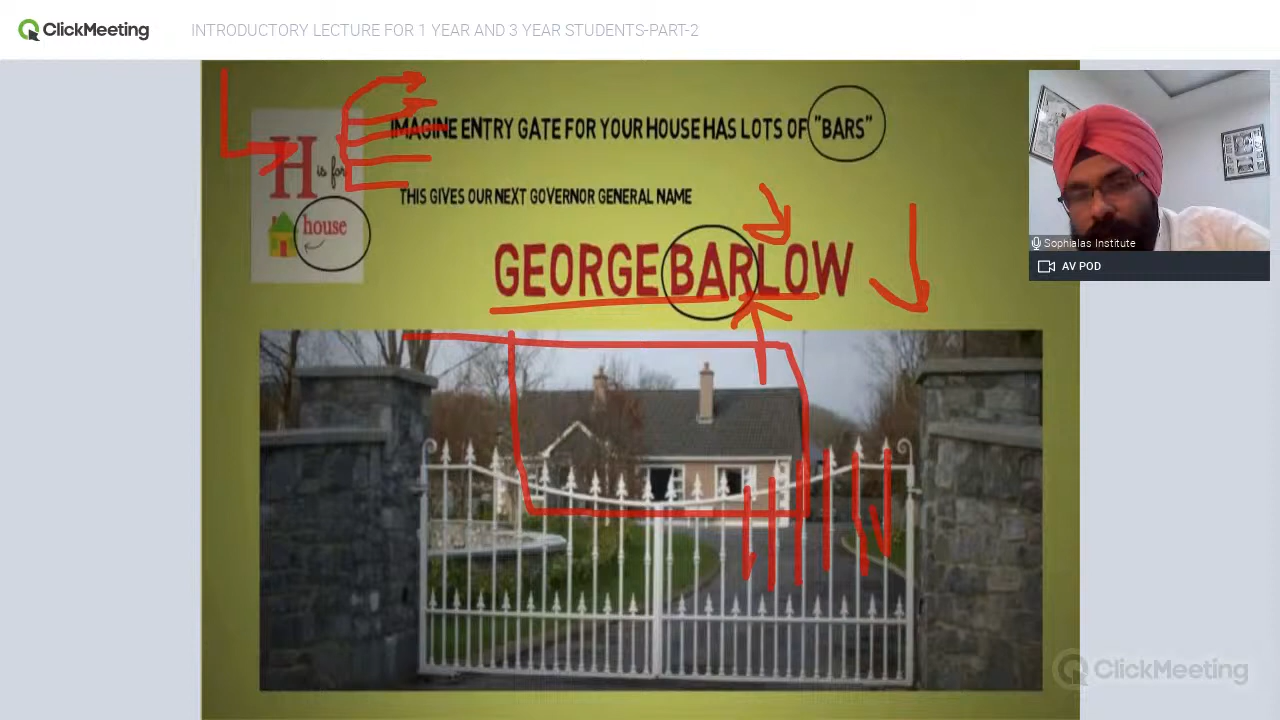 ClickMeeting
INTRODUCTORY LECTURE FOR 1 YEAR AND 3 YEAR STUDENTS-PART-2
H is for
house
IMAGINE ENTRY GATE FOR YOUR HOUSE HAS LOTS OF "BARS"
THIS GIVES OUR NEXT GOVERNOR GENERAL NAME
GEORGE BARLOW
Sophialas Institute
AV POD
ClickMeeting